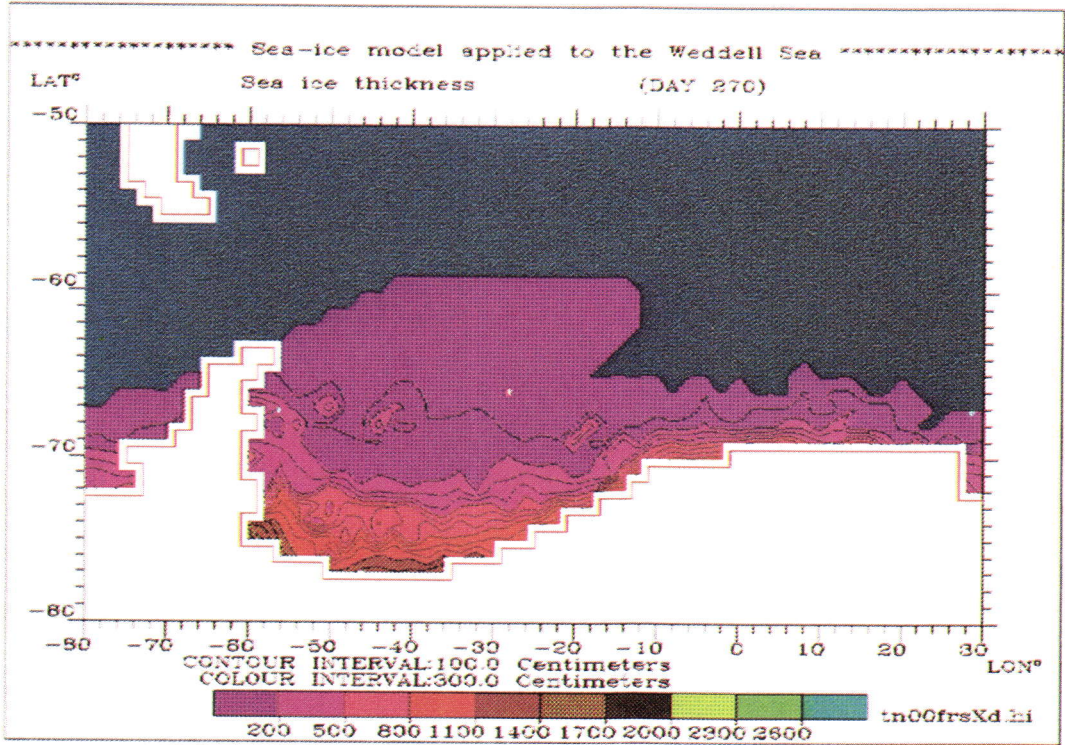 ******************* Sea-ice model applied to the Weddell Sea *******************
LAT° Sea ice thickness (DAY 270)
-50
-60
-70
-80
-80 -70 -60 -50 -40 -30 -20 -10 0 10 20 30
LON°
CONTOUR INTERVAL:100.0 Centimeters
COLOUR INTERVAL:300.0 Centimeters
200 500 800 1100 1400 1700 2000 2300 2600
tn00frsXd.hi